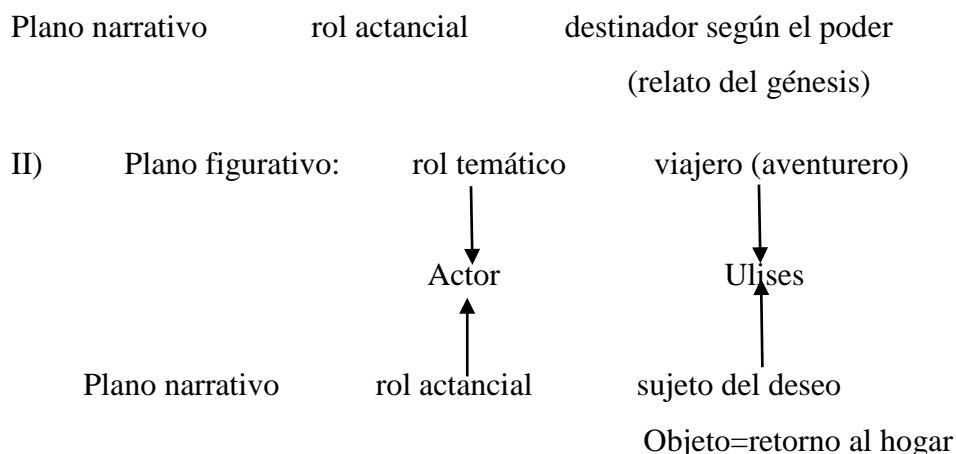 Plano narrativo rol actancial destinador según el poder
(relato del génesis)
II) Plano figurativo: rol temático viajero (aventurero)
Actor Ulises
Plano narrativo rol actancial sujeto del deseo
Objeto=retorno al hogar